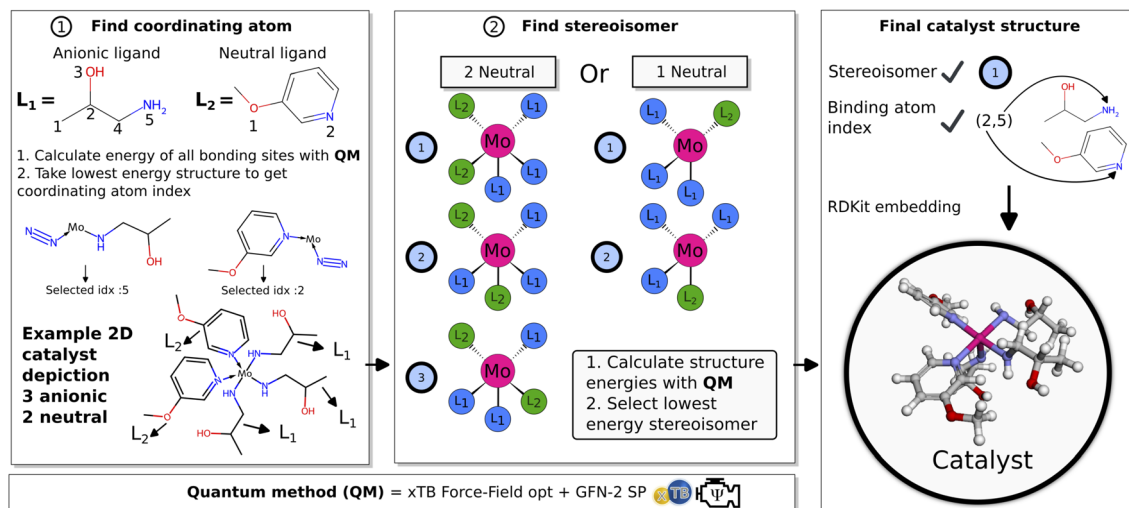 1 Find coordinating atom
Anionic ligand
Neutral ligand
3 OH
L1 =
1
2
4
NH2
5
L2 =
O
1
N
2
1. Calculate energy of all bonding sites with QM
2. Take lowest energy structure to get
coordinating atom index
N
N
Mo
N
H
OH
Selected idx :5
O
N
Mo
N
N
Selected idx :2
Example 2D
catalyst
depiction
3 anionic
2 neutral
O
L2
N
OH
L1
HN
Mo
N
NH
OH
L1
HN
O
L2
HO
L1
2 Find stereoisomer
2 Neutral
Or
1 Neutral
L2
L1
Mo
1
L2
L1
L1
L1
L2
Mo
1
L1
L1
L1
L2
L1
Mo
2
L1
L1
L2
L1
L1
Mo
2
L1
L2
L2
L1
Mo
3
L1
L2
L1
1. Calculate structure
energies with QM
2. Select lowest
energy stereoisomer
Final catalyst structure
Stereoisomer
1
Binding atom
index
(2,5)
OH
NH2
O
N
RDKit embedding
Catalyst
Quantum method (QM) = xTB Force-Field opt + GFN-2 SP
x TB
Ψ